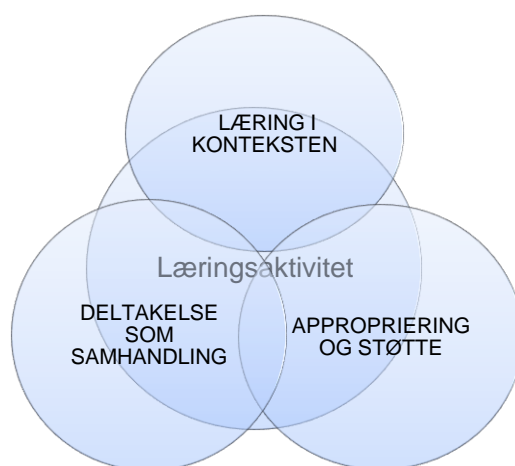 LÆRING I
KONTEKSTEN
Læringsaktivitet
DELTAKELSE
SOM
SAMHANDLING
APPROPRIERING
OG STØTTE